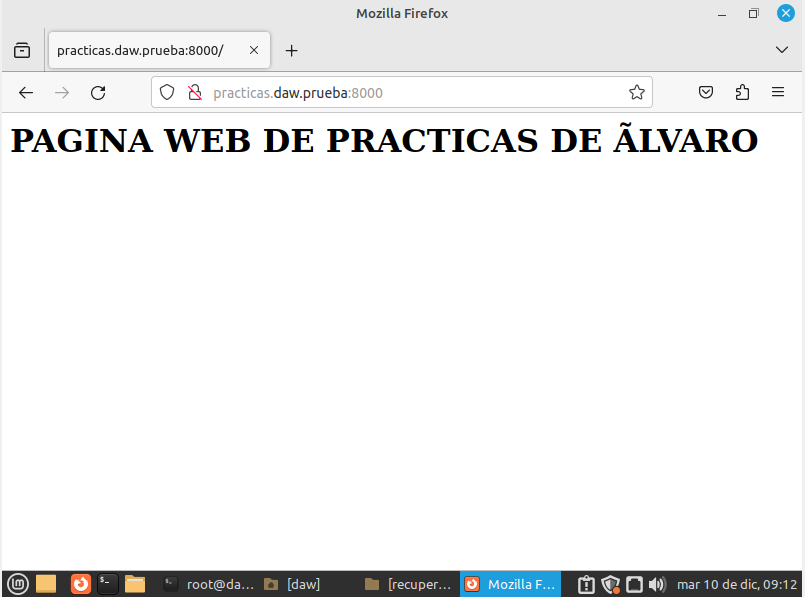 Mozilla Firefox
practicas.daw.prueba:8000/
practicas.daw.prueba:8000
PAGINA WEB DE PRACTICAS DE ÃLVARO
root@da... [daw] [recuper... Mozilla F... mar 10 de dic, 09:12